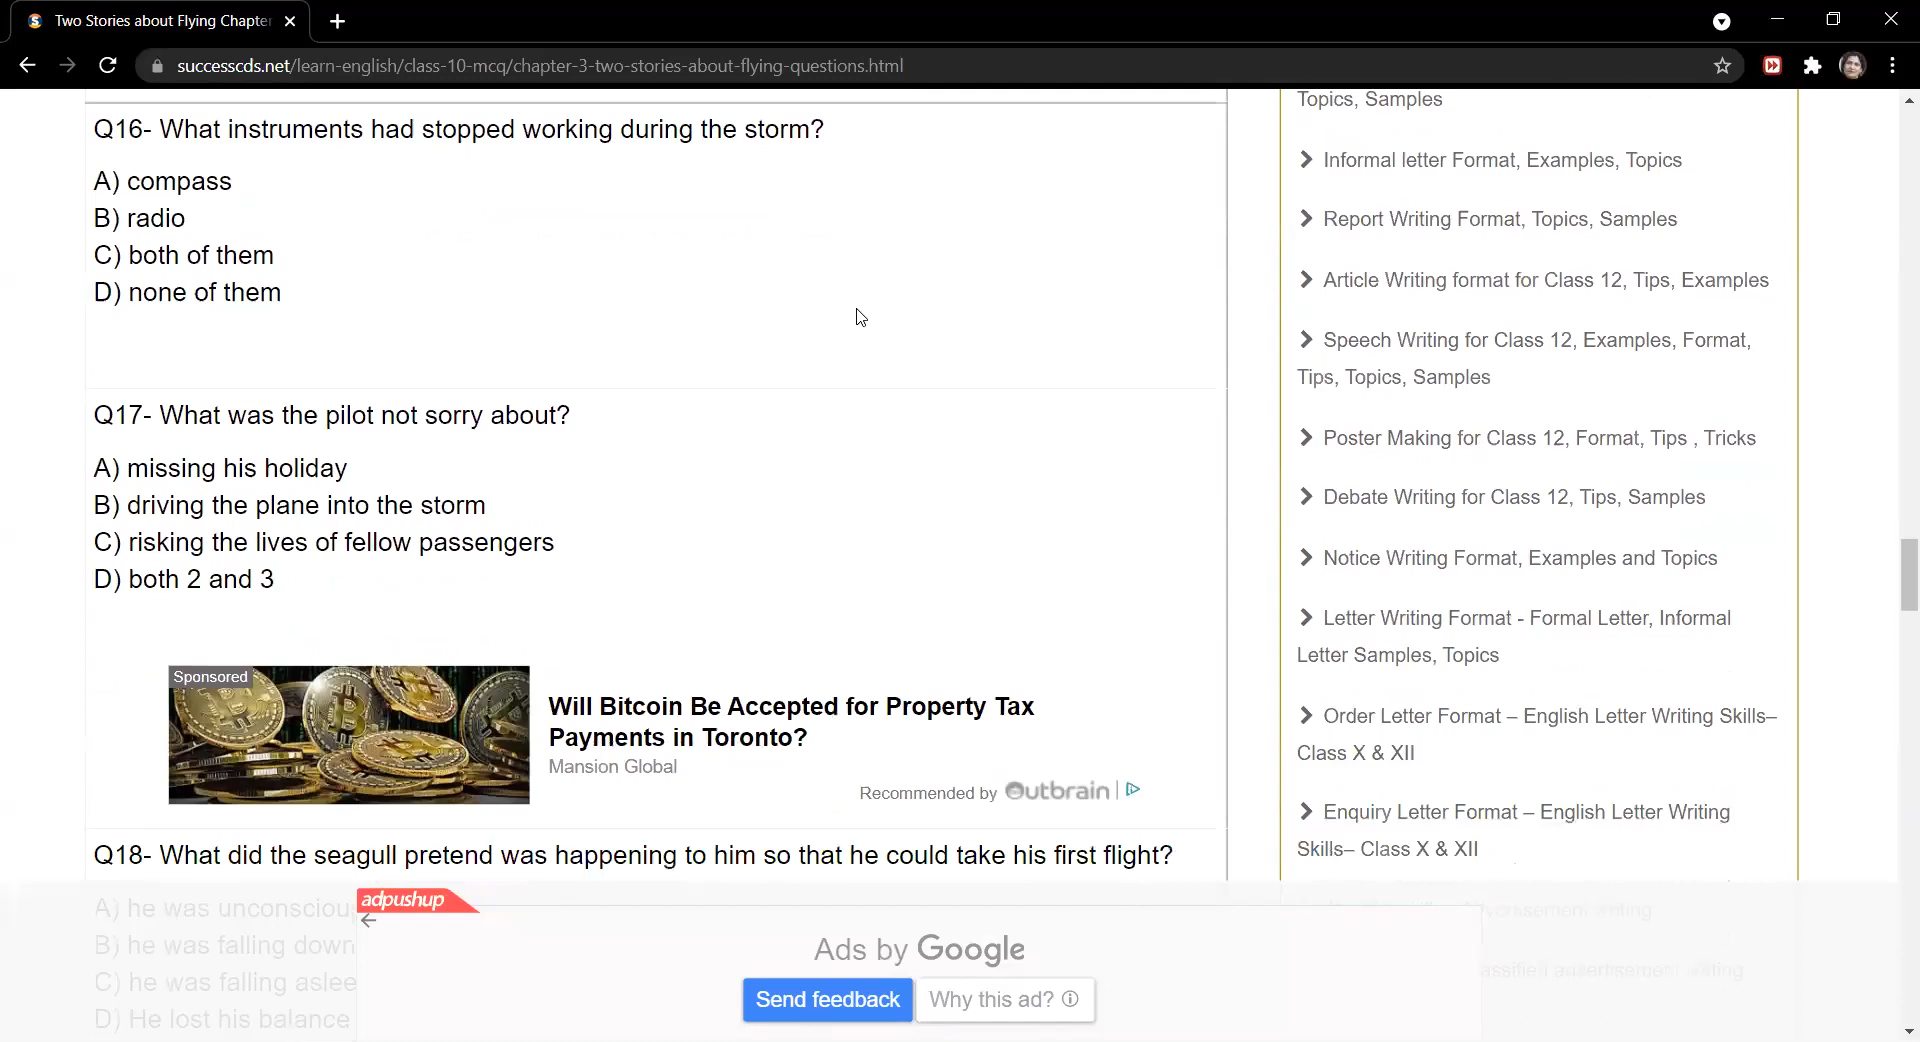 Two Stories about Flying Chapter
successcds.net/learn-english/class-10-mcq/chapter-3-two-stories-about-flying-questions.html
Q16- What instruments had stopped working during the storm?
A) compass
B) radio
C) both of them
D) none of them
Q17- What was the pilot not sorry about?
A) missing his holiday
B) driving the plane into the storm
C) risking the lives of fellow passengers
D) both 2 and 3
Sponsored
Will Bitcoin Be Accepted for Property Tax
Payments in Toronto?
Mansion Global
Recommended by Outbrain
Q18- What did the seagull pretend was happening to him so that he could take his first flight?
A) he was unconsciou
B) he was falling down
C) he was falling aslee
D) He lost his balance
adpushup
Ads by Google
Send feedback
Why this ad?
Topics, Samples
Informal letter Format, Examples, Topics
Report Writing Format, Topics, Samples
Article Writing format for Class 12, Tips, Examples
Speech Writing for Class 12, Examples, Format,
Tips, Topics, Samples
Poster Making for Class 12, Format, Tips , Tricks
Debate Writing for Class 12, Tips, Samples
Notice Writing Format, Examples and Topics
Letter Writing Format - Formal Letter, Informal
Letter Samples, Topics
Order Letter Format – English Letter Writing Skills–
Class X & XII
Enquiry Letter Format – English Letter Writing
Skills– Class X & XII